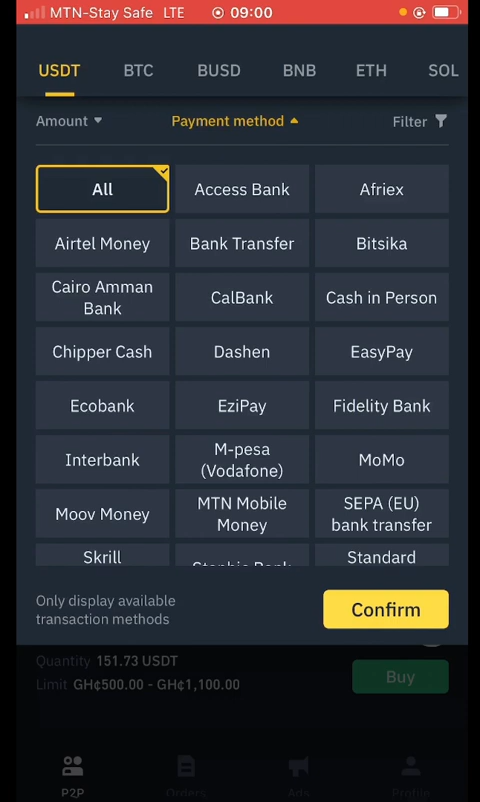 MTN-Stay Safe LTE 09:00
USDT BTC BUSD BNB ETH SOL
Amount Payment method Filter
All Access Bank Afriex
Airtel Money Bank Transfer Bitsika
Cairo Amman Bank CalBank Cash in Person
Chipper Cash Dashen EasyPay
Ecobank EziPay Fidelity Bank
Interbank M-pesa (Vodafone) MoMo
Moov Money MTN Mobile Money SEPA (EU) bank transfer
Skrill Standard
Only display available
transaction methods
Confirm
Quantity 151.73 USDT
Limit GH¢500.00 - GH¢1,100.00
Buy
P2P Orders Ads Profile